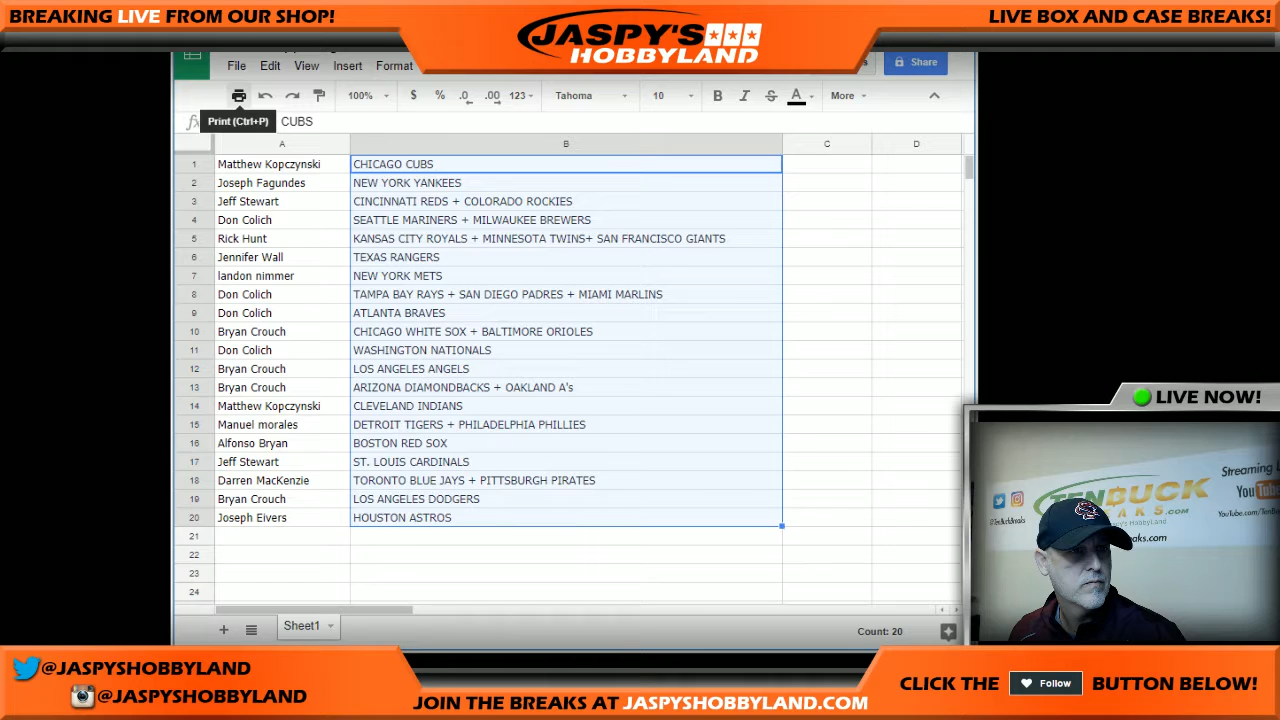 BREAKING LIVE FROM OUR SHOP!
JASPY'S
HOBBYLAND
LIVE BOX AND CASE BREAKS!
File Edit View Insert Format
Share
100% $ % .0 .00 123 Tahoma 10 B I S A More
Print (Ctrl+P)
fx CUBS
A B C D
1 Matthew Kopczynski CHICAGO CUBS
2 Joseph Fagundes NEW YORK YANKEES
3 Jeff Stewart CINCINNATI REDS + COLORADO ROCKIES
4 Don Colich SEATTLE MARINERS + MILWAUKEE BREWERS
5 Rick Hunt KANSAS CITY ROYALS + MINNESOTA TWINS+ SAN FRANCISCO GIANTS
6 Jennifer Wall TEXAS RANGERS
7 landon nimmer NEW YORK METS
8 Don Colich TAMPA BAY RAYS + SAN DIEGO PADRES + MIAMI MARLINS
9 Don Colich ATLANTA BRAVES
10 Bryan Crouch CHICAGO WHITE SOX + BALTIMORE ORIOLES
11 Don Colich WASHINGTON NATIONALS
12 Bryan Crouch LOS ANGELES ANGELS
13 Bryan Crouch ARIZONA DIAMONDBACKS + OAKLAND A's
14 Matthew Kopczynski CLEVELAND INDIANS
15 Manuel morales DETROIT TIGERS + PHILADELPHIA PHILLIES
16 Alfonso Bryan BOSTON RED SOX
17 Jeff Stewart ST. LOUIS CARDINALS
18 Darren MacKenzie TORONTO BLUE JAYS + PITTSBURGH PIRATES
19 Bryan Crouch LOS ANGELES DODGERS
20 Joseph Eivers HOUSTON ASTROS
21
22
23
24
Sheet1
Count: 20
LIVE NOW!
Streaming
TENBUCK
You
@TenBuckBreaks
@JASPYSHOBBYLAND
@JASPYSHOBBYLAND
JOIN THE BREAKS AT JASPYSHOBBYLAND.COM
CLICK THE Follow BUTTON BELOW!